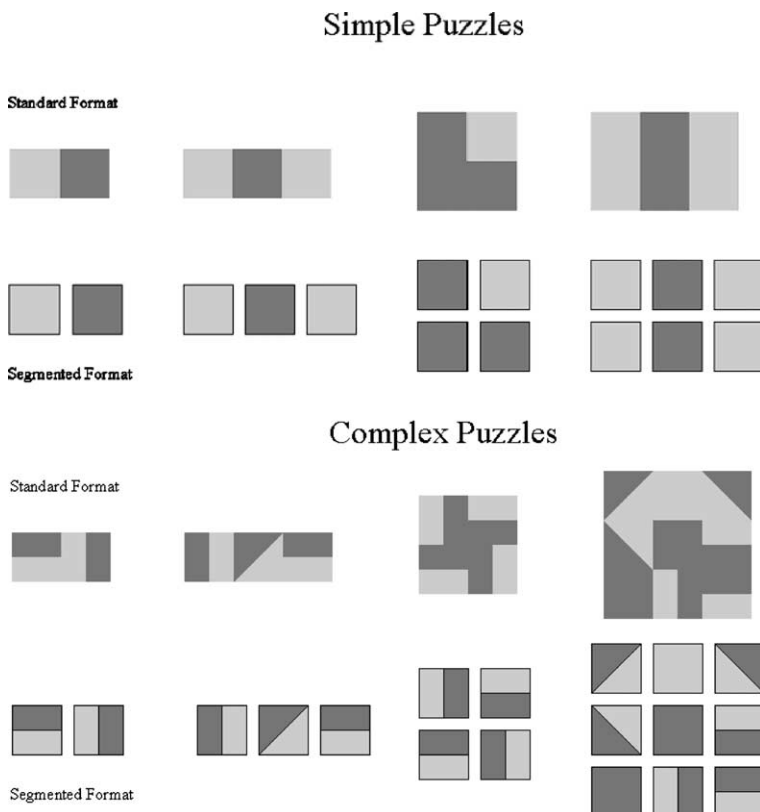 Simple Puzzles
Standard Format
Segmented Format
Complex Puzzles
Standard Format
Segmented Format